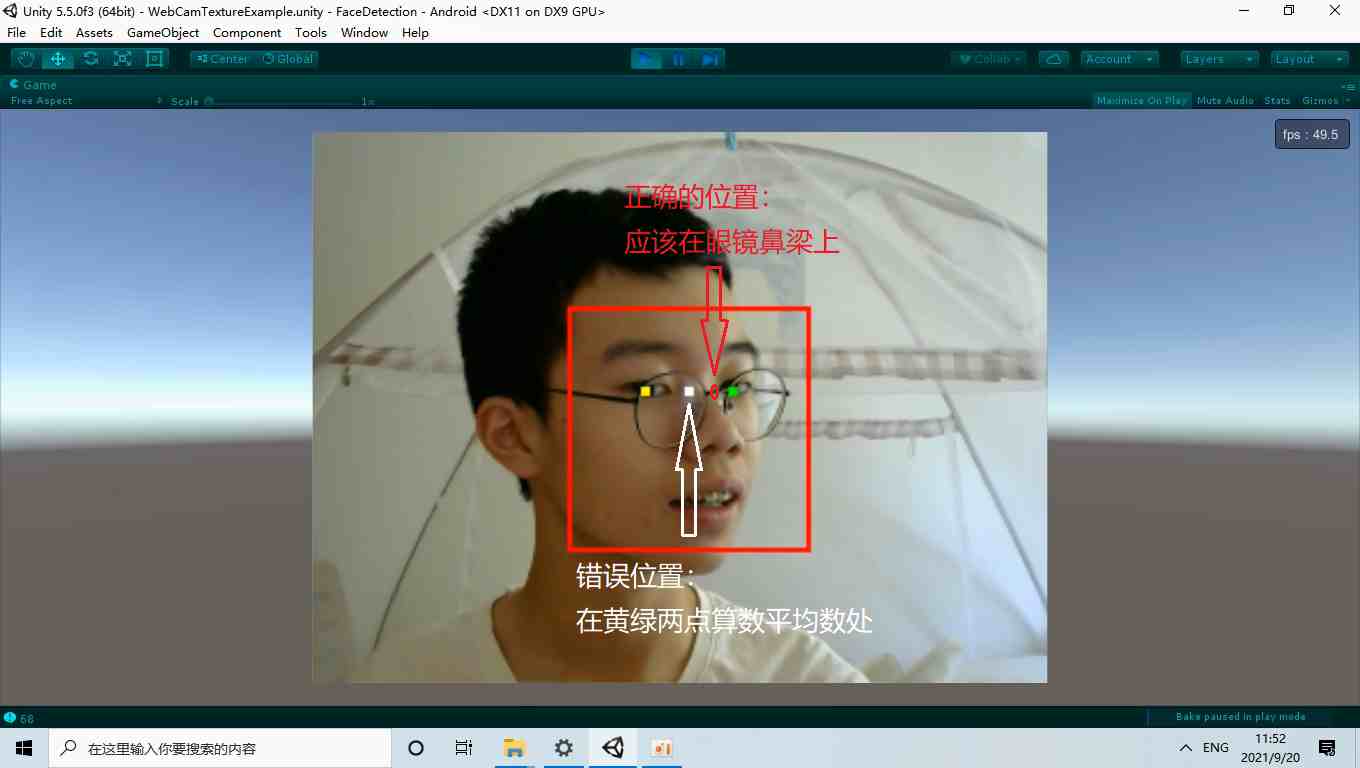 Unity 5.5.0f3 (64bit) - WebCamTextureExample.unity - FaceDetection - Android <DX11 on DX9 GPU>
File Edit Assets GameObject Component Tools Window Help
Center Global Collab Account Layers Layout
Game
Free Aspect Scale 1x Maximize On Play Mute Audio Stats Gizmos
fps : 49.5
正确的位置：
应该在眼镜鼻梁上
错误位置：
在黄绿两点算数平均数处
68 Bake paused in play mode
在这里输入你要搜索的内容
ENG
11:52
2021/9/20